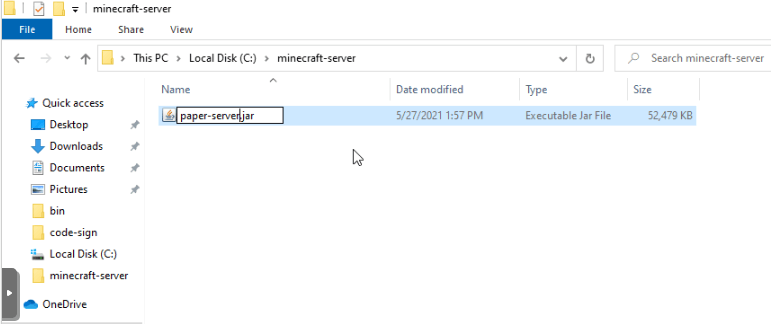 minecraft-server
File Home Share View
This PC Local Disk (C:) minecraft-server Search minecraft-server
Name Date modified Type Size
Quick access
paper-server.jar 5/27/2021 1:57 PM Executable Jar File 52,479 KB
Desktop
Downloads
Documents
Pictures
bin
code-sign
Local Disk (C:)
minecraft-server
OneDrive